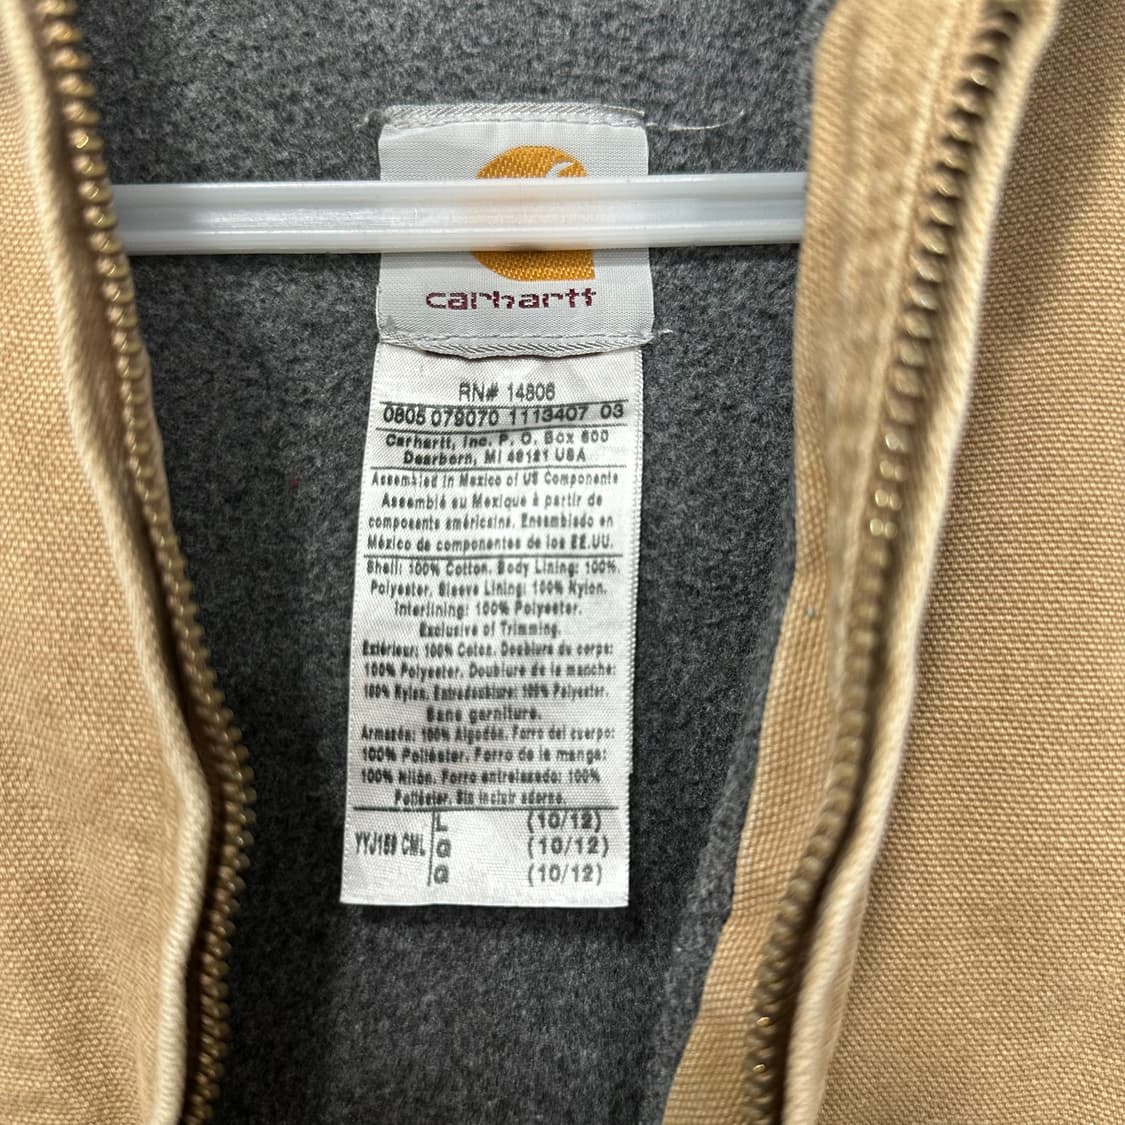 carhartt
RN# 14806
0805 079070 1113407 03
Carhartt, Inc. P. O. Box 600
Dearborn, MI 48121 USA
Assembled in Mexico of US Components
Assemblé au Mexique à partir de
composants américains. Ensamblado en
México de componentes de los EE.UU.
Shell: 100% Cotton. Body Lining: 100%
Polyester. Sleeve Lining: 100% Nylon.
Interlining: 100% Polyester.
Exclusive of Trimming.
Extérieur: 100% Coton. Doublure du corps:
100% Polyester. Doublure de la manche:
100% Nylon. Entredoublure: 100% Polyester.
Sans garniture.
Armazón: 100% Algodón. Forro del cuerpo:
100% Poliéster. Forro de la manga:
100% Nilón. Forro entrelazado: 100%
Poliéster. Sin incluir adorno.
YYJ159 CML
L (10/12)
G (10/12)
G (10/12)